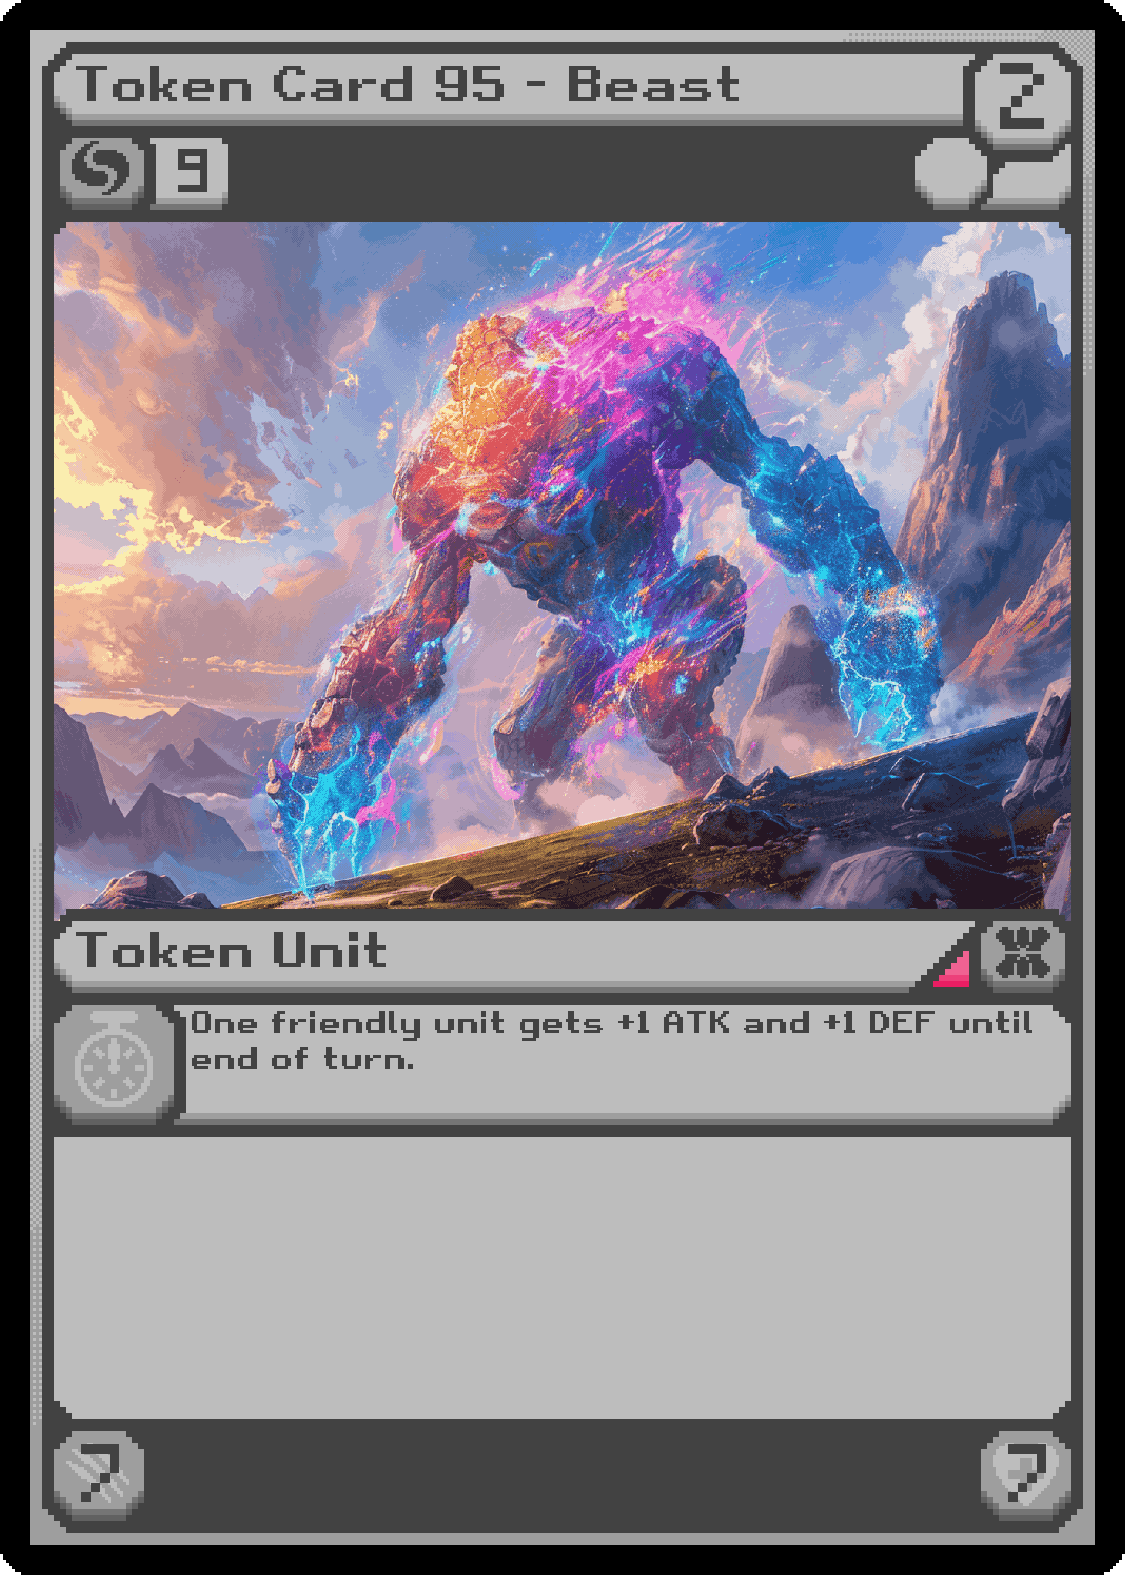 Token Card 95 - Beast
2
9
Token Unit
One friendly unit gets +1 ATK and +1 DEF until
end of turn.
7
7